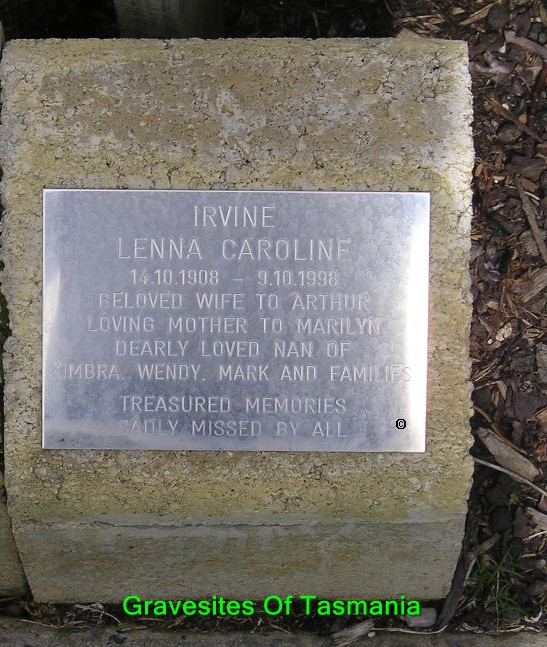 IRVINE
LENNA CAROLINE
14.10.1908 – 9.10.1998
BELOVED WIFE TO ARTHUR
LOVING MOTHER TO MARILYN
DEARLY LOVED NAN OF
KIMBRA, WENDY, MARK AND FAMILIES
TREASURED MEMORIES
SADLY MISSED BY ALL
©
Gravesites Of Tasmania